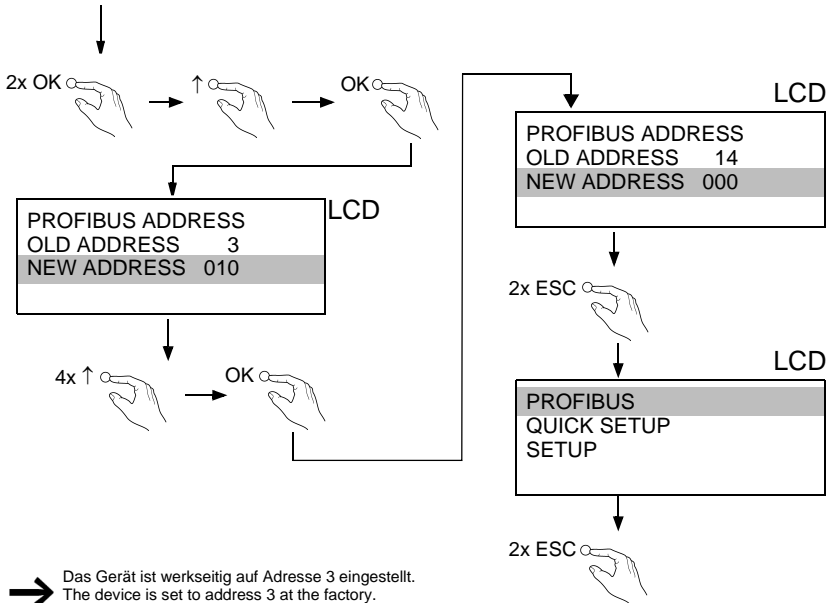 2x OK
↑
OK
LCD
PROFIBUS ADDRESS
OLD ADDRESS 3
NEW ADDRESS 010
4x ↑
OK
LCD
PROFIBUS ADDRESS
OLD ADDRESS 14
NEW ADDRESS 000
2x ESC
LCD
PROFIBUS
QUICK SETUP
SETUP
2x ESC
Das Gerät ist werkseitig auf Adresse 3 eingestellt.
The device is set to address 3 at the factory.